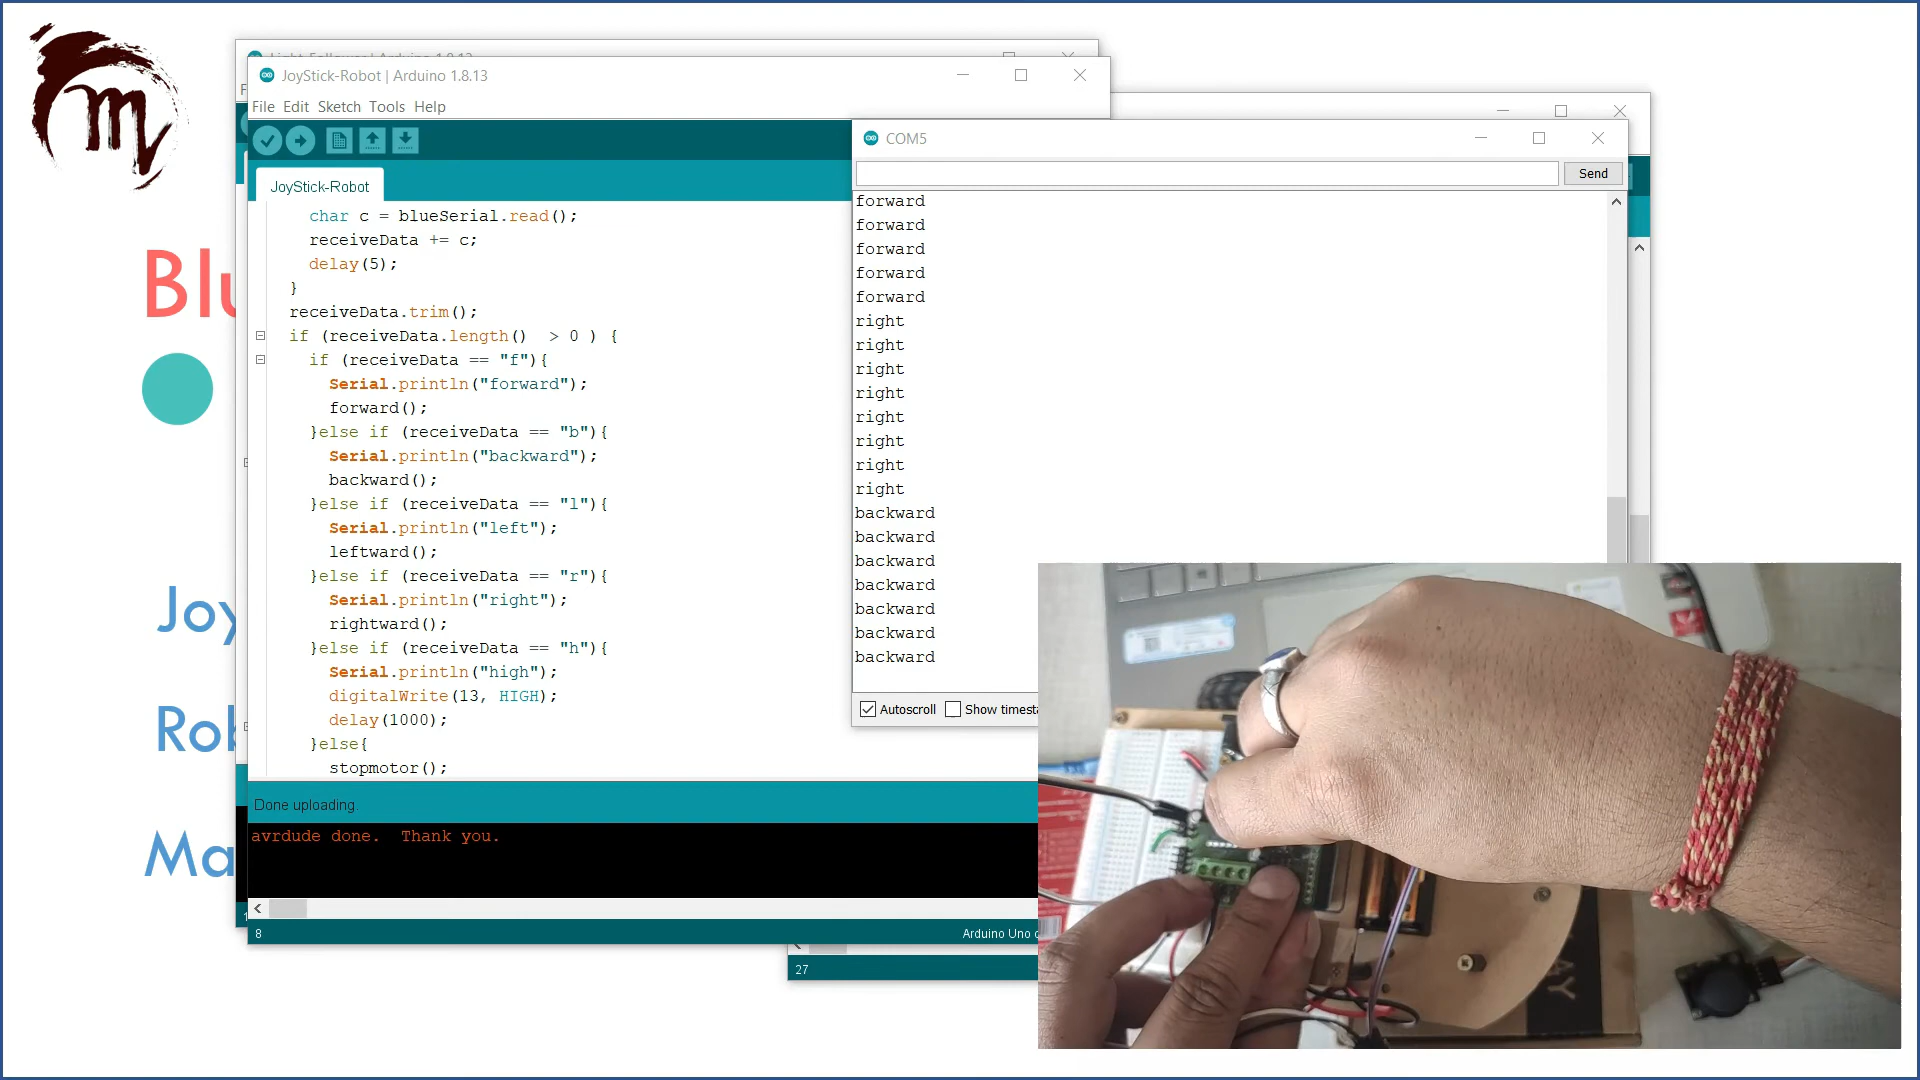 JoyStick-Robot | Arduino 1.8.13
File Edit Sketch Tools Help
JoyStick-Robot
char c = blueSerial.read();
receiveData += c;
delay(5);
}
receiveData.trim();
if (receiveData.length()  > 0 ) {
if (receiveData == "f"){
Serial.println("forward");
forward();
}else if (receiveData == "b"){
Serial.println("backward");
backward();
}else if (receiveData == "l"){
Serial.println("left");
leftward();
}else if (receiveData == "r"){
Serial.println("right");
rightward();
}else if (receiveData == "h"){
Serial.println("high");
digitalWrite(13, HIGH);
delay(1000);
}else{
stopmotor();
Done uploading.
avrdude done.  Thank you.
8
Arduino Uno
COM5
Send
forward
forward
forward
forward
forward
right
right
right
right
right
right
right
right
backward
backward
backward
backward
backward
backward
backward
Autoscroll Show timesta
27
Blu
Joy
Rob
Ma
m
AY